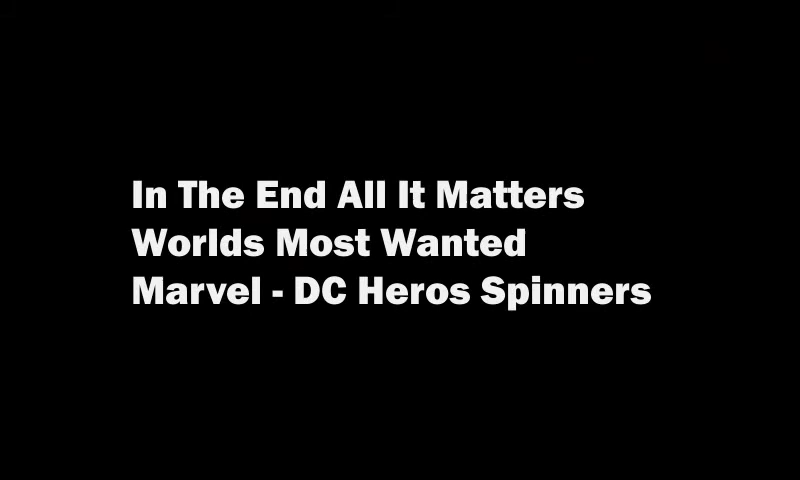 In The End All It Matters
Worlds Most Wanted
Marvel - DC Heros Spinners